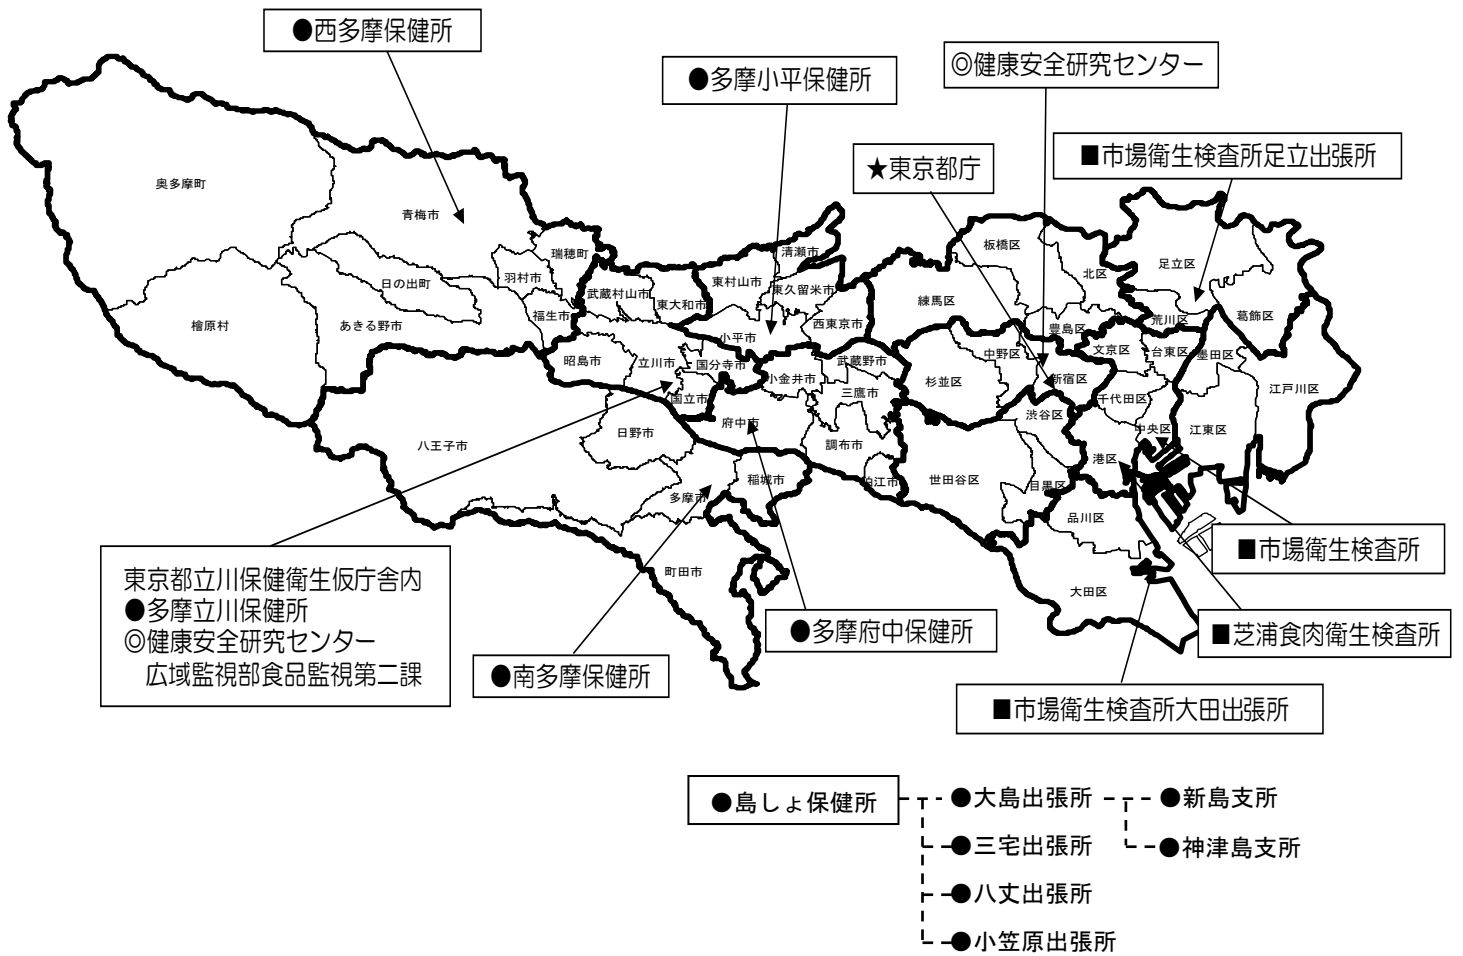 ●西多摩保健所
●多摩小平保健所
◎健康安全研究センター
★東京都庁
■市場衛生検査所足立出張所
奥多摩町
青梅市
瑞穂町
羽村市
日の出町
福生市
檜原村
あきる野市
武蔵村山市
東大和市
東村山市
清瀬市
東久留米市
西東京市
小平市
昭島市
立川市
国分寺市
国立市
小金井市
武蔵野市
三鷹市
府中市
調布市
狛江市
八王子市
日野市
多摩市
稲城市
町田市
板橋区
北区
足立区
練馬区
豊島区
荒川区
葛飾区
中野区
文京区
台東区
墨田区
杉並区
新宿区
千代田区
江戸川区
渋谷区
中央区
江東区
世田谷区
目黒区
港区
品川区
大田区
東京都立川保健衛生仮庁舎内
●多摩立川保健所
◎健康安全研究センター
広域監視部食品監視第二課
●南多摩保健所
●多摩府中保健所
■市場衛生検査所
■芝浦食肉衛生検査所
■市場衛生検査所大田出張所
●島しょ保健所
●大島出張所
●新島支所
●三宅出張所
●神津島支所
●八丈出張所
●小笠原出張所